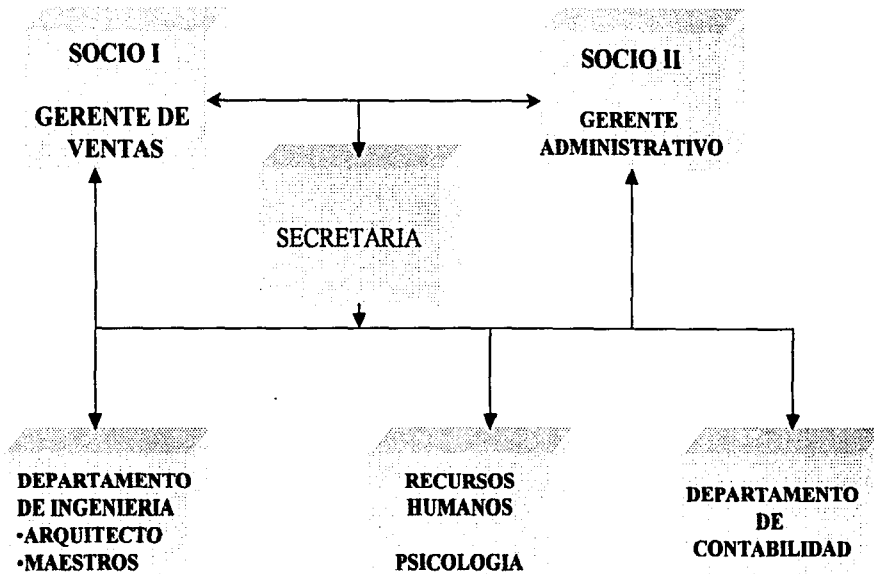 SOCIO I
GERENTE DE
VENTAS
SOCIO II
GERENTE
ADMINISTRATIVO
SECRETARIA
DEPARTAMENTO
DE INGENIERIA
•ARQUITECTO
•MAESTROS
RECURSOS
HUMANOS
PSICOLOGIA
DEPARTAMENTO
DE
CONTABILIDAD